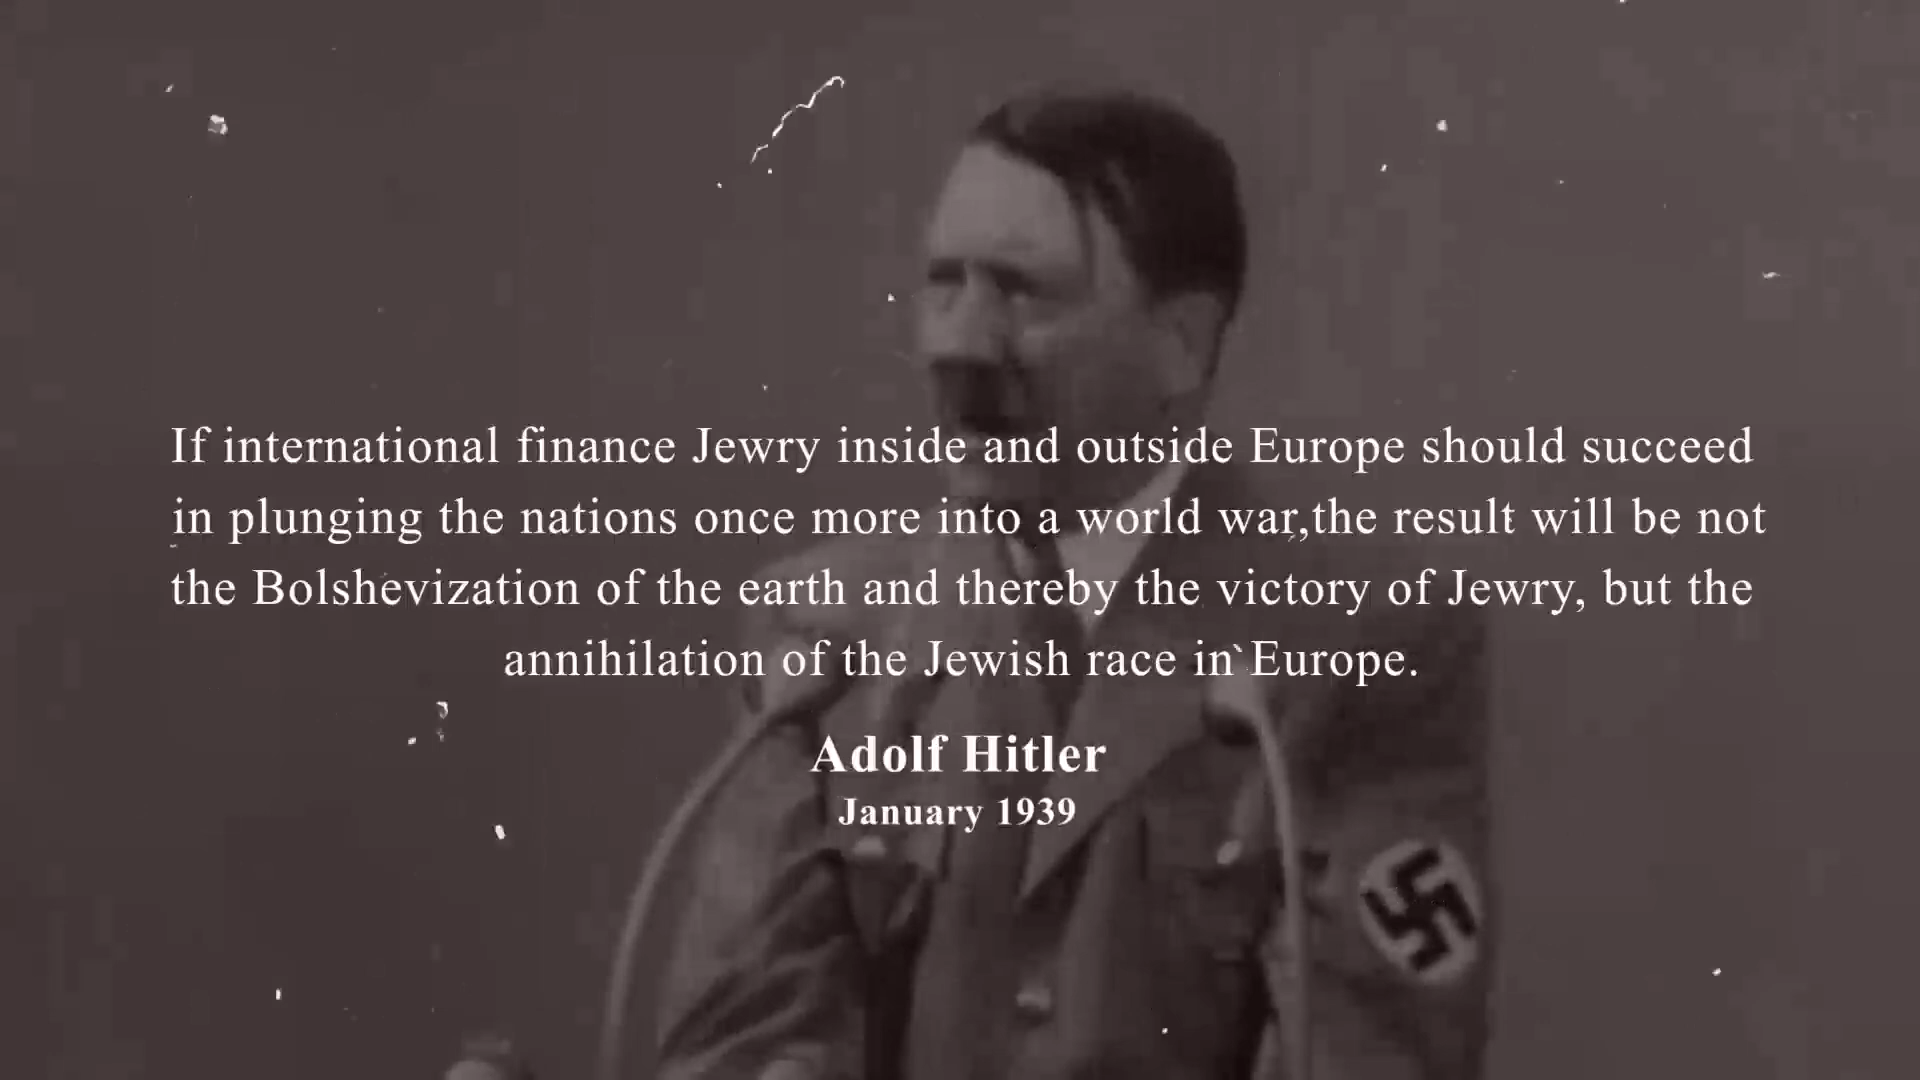 If international finance Jewry inside and outside Europe should succeed
in plunging the nations once more into a world war,the result will be not
the Bolshevization of the earth and thereby the victory of Jewry, but the
annihilation of the Jewish race in Europe.
Adolf Hitler
January 1939